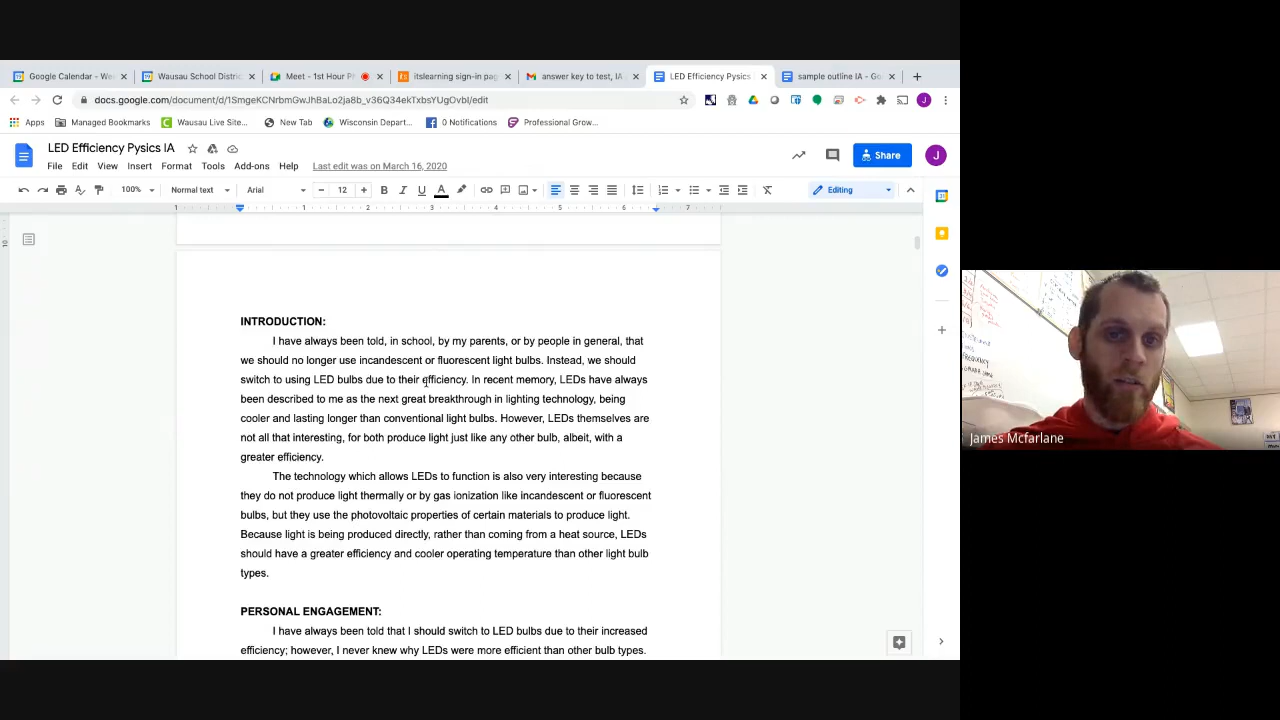 Google Calendar - We
Wausau School Distric
Meet - 1st Hour P
itslearning sign-in pag
answer key to test, IA
LED Efficiency Pysics I
sample outline IA - Go
docs.google.com/document/d/1SmgeKCNrbmGwJh8aLo2ja8b_v36Q34ekTxbsYUgOvbI/edit
Apps
Managed Bookmarks
Wausau Live Site...
New Tab
Wisconsin Depart...
0 Notifications
Professional Grow...
LED Efficiency Pysics IA
File Edit View Insert Format Tools Add-ons Help Last edit was on March 16, 2020
Share
J
100% Normal text Arial 12 Editing
1 1 2 3 4 5 6 7
INTRODUCTION:
I have always been told, in school, by my parents, or by people in general, that
we should no longer use incandescent or fluorescent light bulbs. Instead, we should
switch to using LED bulbs due to their efficiency. In recent memory, LEDs have always
been described to me as the next great breakthrough in lighting technology, being
cooler and lasting longer than conventional light bulbs. However, LEDs themselves are
not all that interesting, for both produce light just like any other bulb, albeit, with a
greater efficiency.
The technology which allows LEDs to function is also very interesting because
they do not produce light thermally or by gas ionization like incandescent or fluorescent
bulbs, but they use the photovoltaic properties of certain materials to produce light.
Because light is being produced directly, rather than coming from a heat source, LEDs
should have a greater efficiency and cooler operating temperature than other light bulb
types.
PERSONAL ENGAGEMENT:
I have always been told that I should switch to LED bulbs due to their increased
efficiency; however, I never knew why LEDs were more efficient than other bulb types.
James Mcfarlane